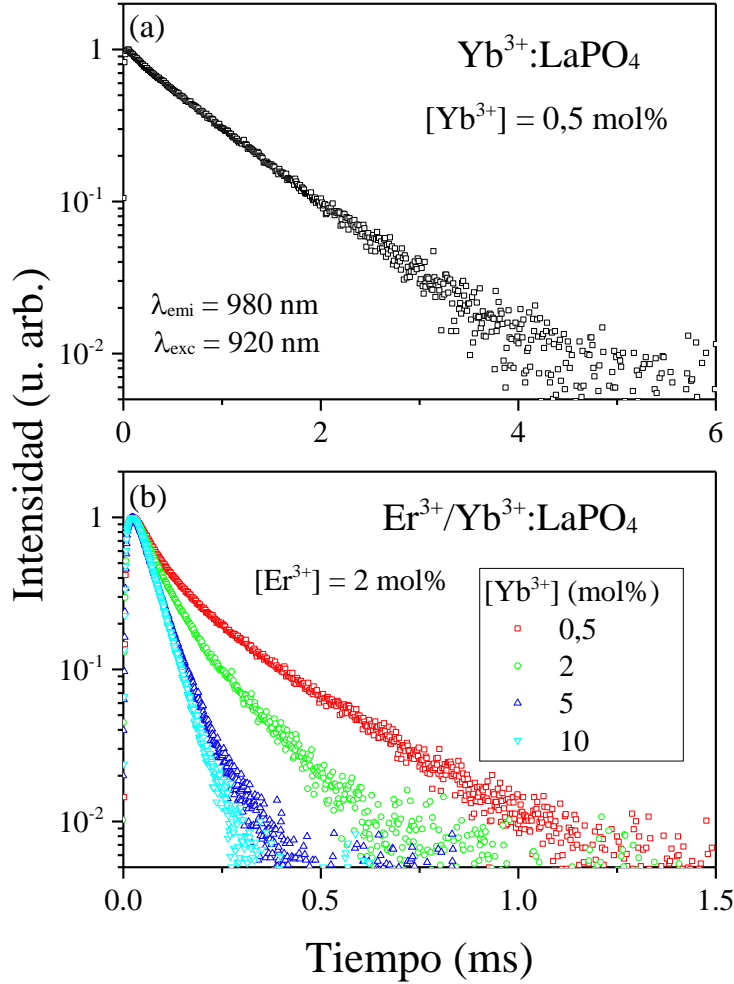 (a)
Yb³⁺:LaPO₄
[Yb³⁺] = 0,5 mol%
λemi = 980 nm
λexc = 920 nm
1
10⁻¹
10⁻²
0 2 4 6
Intensidad (u. arb.)
(b)
Er³⁺/Yb³⁺:LaPO₄
[Er³⁺] = 2 mol%
[Yb³⁺] (mol%)
0,5
2
5
10
1
10⁻¹
10⁻²
0.0 0.5 1.0 1.5
Tiempo (ms)